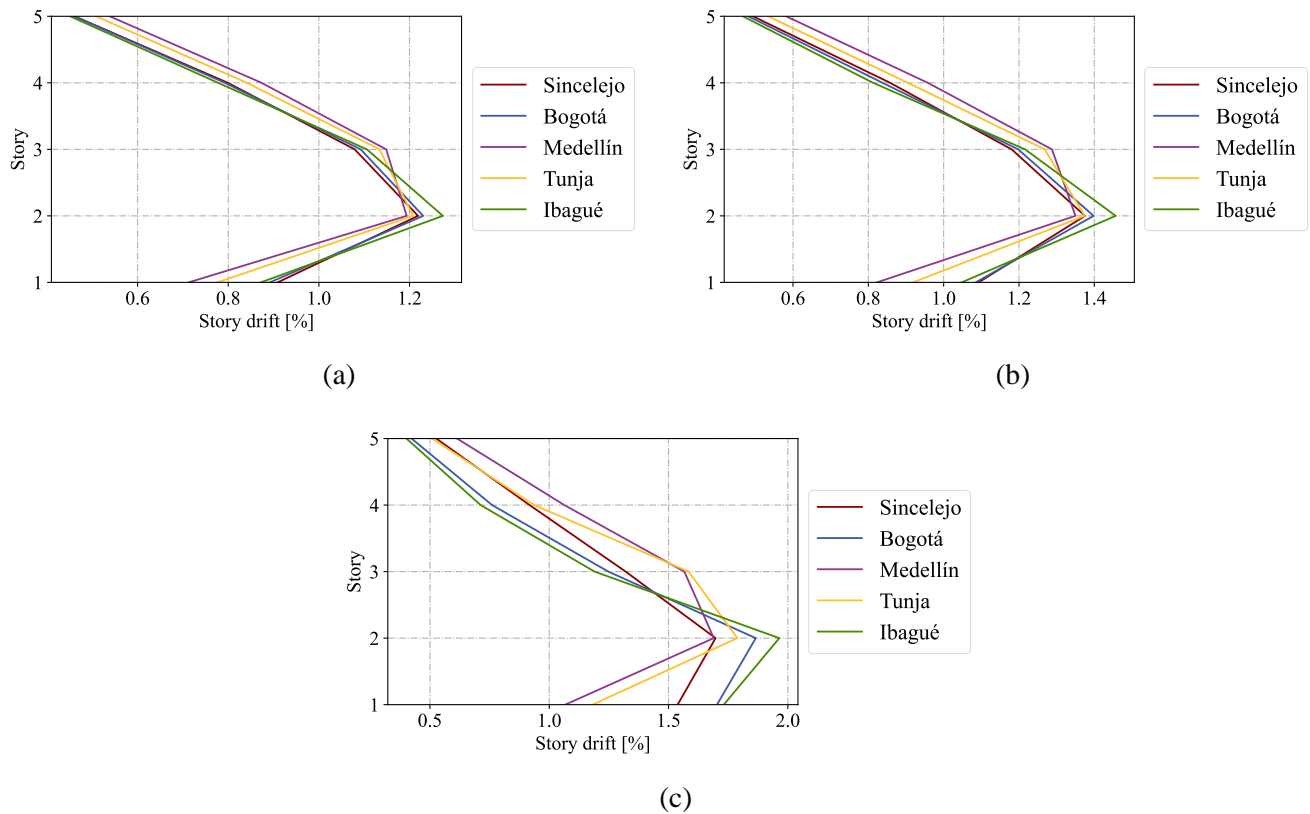 5
4
3
2
1
Story
0.6 0.8 1.0 1.2
Story drift [%]
Sincelejo
Bogotá
Medellín
Tunja
Ibagué
(a)
5
4
3
2
1
Story
0.6 0.8 1.0 1.2 1.4
Story drift [%]
Sincelejo
Bogotá
Medellín
Tunja
Ibagué
(b)
5
4
3
2
1
Story
0.5 1.0 1.5 2.0
Story drift [%]
Sincelejo
Bogotá
Medellín
Tunja
Ibagué
(c)